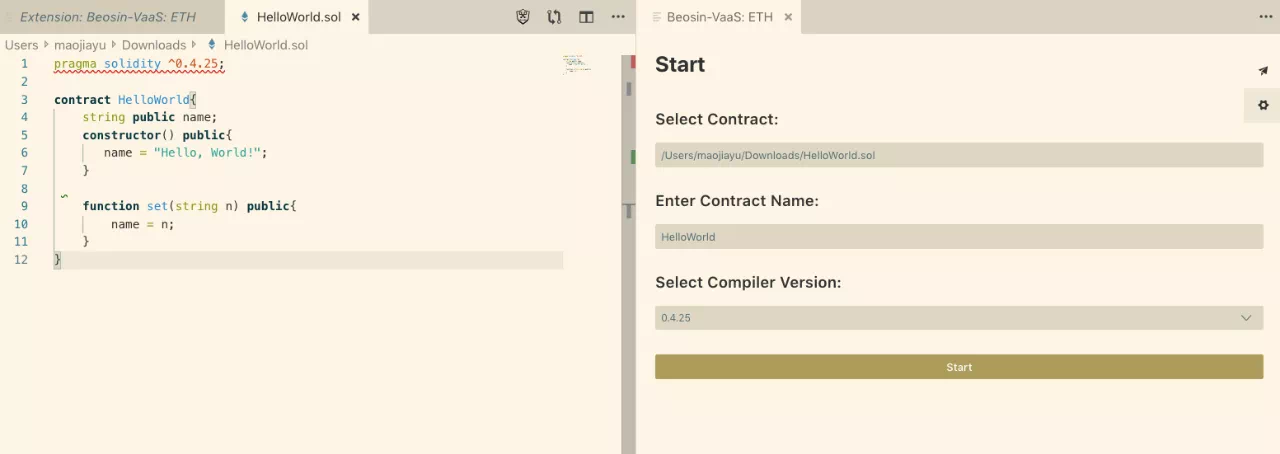 Extension: Beosin-VaaS: ETH
HelloWorld.sol
Users maojiayu Downloads HelloWorld.sol
1 pragma solidity ^0.4.25;
2
3 contract HelloWorld{
4 string public name;
5 constructor() public{
6 name = "Hello, World!";
7 }
8
9 function set(string n) public{
10 name = n;
11 }
12 }
Beosin-VaaS: ETH
Start
Select Contract:
/Users/maojiayu/Downloads/HelloWorld.sol
Enter Contract Name:
HelloWorld
Select Compiler Version:
0.4.25
Start